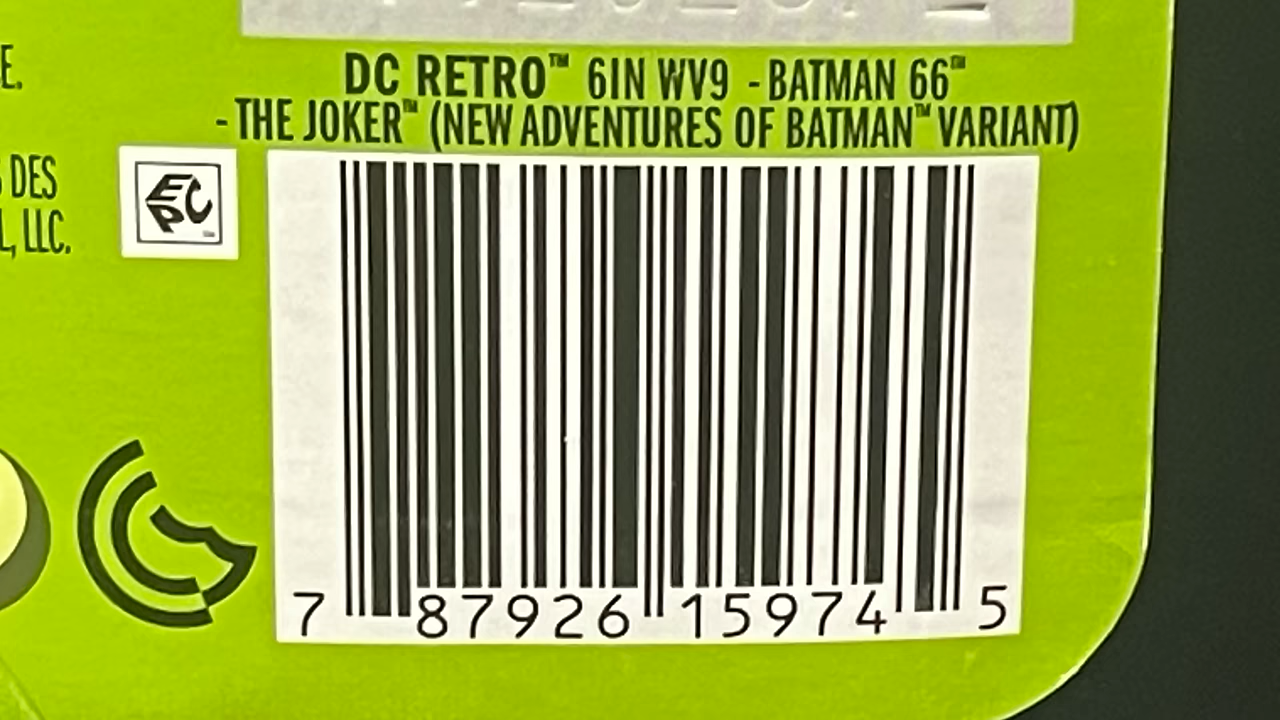 E.
DC RETRO™ 6IN WV9 - BATMAN 66™
- THE JOKER™ (NEW ADVENTURES OF BATMAN™ VARIANT)
DES
L, LLC.
EPC
7 87926 15974 5